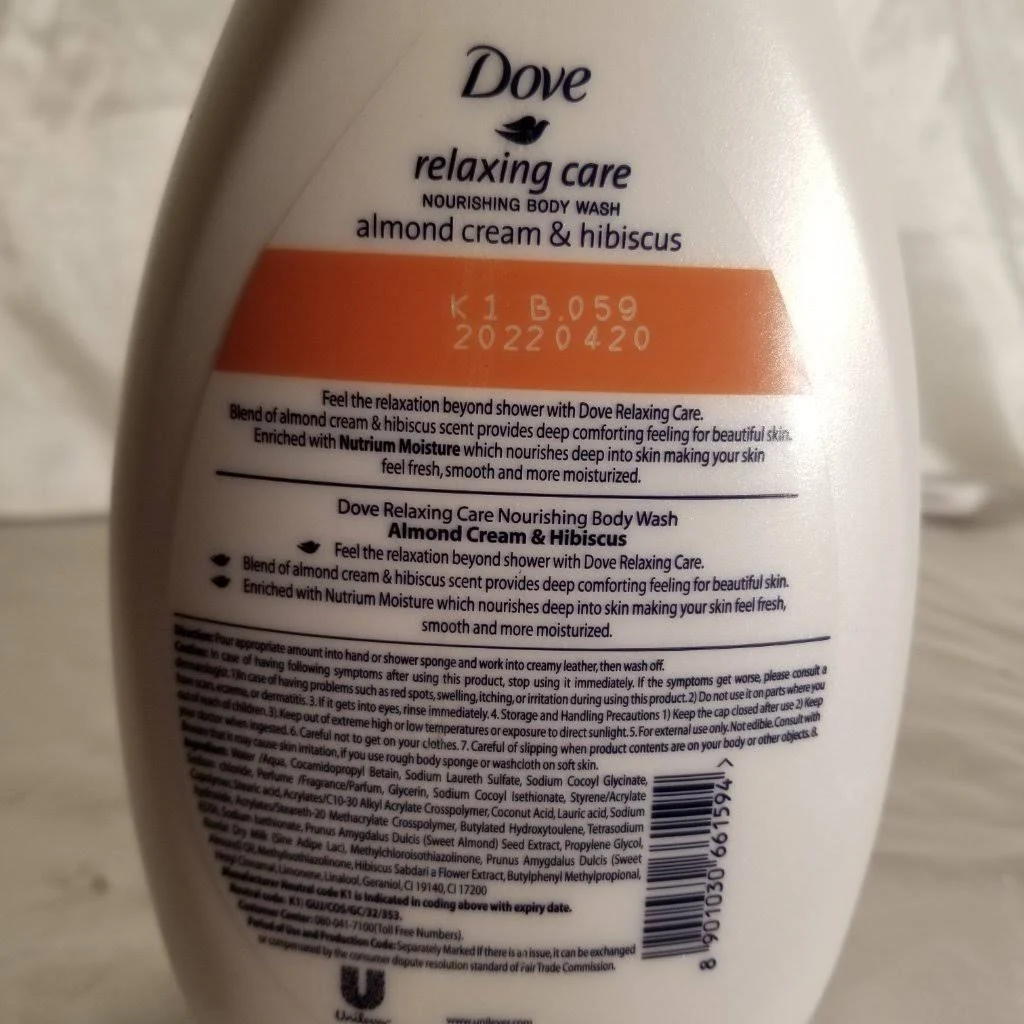 Dove
relaxing care
NOURISHING BODY WASH
almond cream & hibiscus
K1 B.059
20220420
Feel the relaxation beyond shower with Dove Relaxing Care.
Blend of almond cream & hibiscus scent provides deep comforting feeling for beautiful skin.
Enriched with Nutrium Moisture which nourishes deep into skin making your skin
feel fresh, smooth and more moisturized.
Dove Relaxing Care Nourishing Body Wash
Almond Cream & Hibiscus
Feel the relaxation beyond shower with Dove Relaxing Care.
Blend of almond cream & hibiscus scent provides deep comforting feeling for beautiful skin.
Enriched with Nutrium Moisture which nourishes deep into skin making your skin feel fresh,
smooth and more moisturized.
Direction: Pour appropriate amount into hand or shower sponge and work into creamy leather, then wash off.
Caution: In case of having following symptoms after using this product, stop using it immediately. If the symptoms get worse, please consult a
dermatologist. 1)In case of having problems such as red spots, swelling, itching, or irritation during using this product. 2) Do not use it on parts where you
have scars, eczema, or dermatitis. 3. If it gets into eyes, rinse immediately. 4. Storage and Handling Precautions 1) Keep the cap closed after use 2) Keep
out of reach of children. 3) Keep out of extreme high or low temperatures or exposure to direct sunlight. 5. For external use only. Not edible. Consult with
your doctor when ingested. 6. Careful not to get on your clothes. 7. Careful of slipping when product contents are on your body or other objects. 8.
that it may cause skin irritation, if you use rough body sponge or washcloth on soft skin.
Ingredients: Water /Aqua, Cocamidopropyl Betain, Sodium Laureth Sulfate, Sodium Cocoyl Glycinate,
Sodium chloride, Perfume /Fragrance/Parfum, Glycerin, Sodium Cocoyl Isethionate, Styrene/Acrylate
Copolymer, Stearic acid, Acrylates/C10-30 Alkyl Acrylate Crosspolymer, Coconut Acid, Lauric acid, Sodium
Acrylates/Steareth-20 Methacrylate Crosspolymer, Butylated Hydroxytoulene, Tetrasodium
EDTA, Sodium Isethionate, Prunus Amygdalus Dulcis (Sweet Almond) Seed Extract, Propylene Glycol,
Dry Milk (Sine Adipe Lac), Methylchloroisothiazolinone, Prunus Amygdalus Dulcis (Sweet
Almond) Oil, Methylisothiazolinone, Hibiscus Sabdari a Flower Extract, Butylphenyl Methylpropional,
Hexyl Cinnamal, Limonene, Linalool, Geraniol, CI 19140, CI 17200
Manufacturer Neutral code K1 is indicated in coding above with expiry date.
Neutral code. K1) GUJ/COS/GC/32/353.
Customer Center: 080-041-7100(Toll Free Numbers).
Period of Use and Production Code: Separately Marked If there is an issue, it can be exchanged
or compensated by the consumer dispute resolution standard of Fair Trade Commission.
8 901030 661594 >
Unilever
www.unilever.com